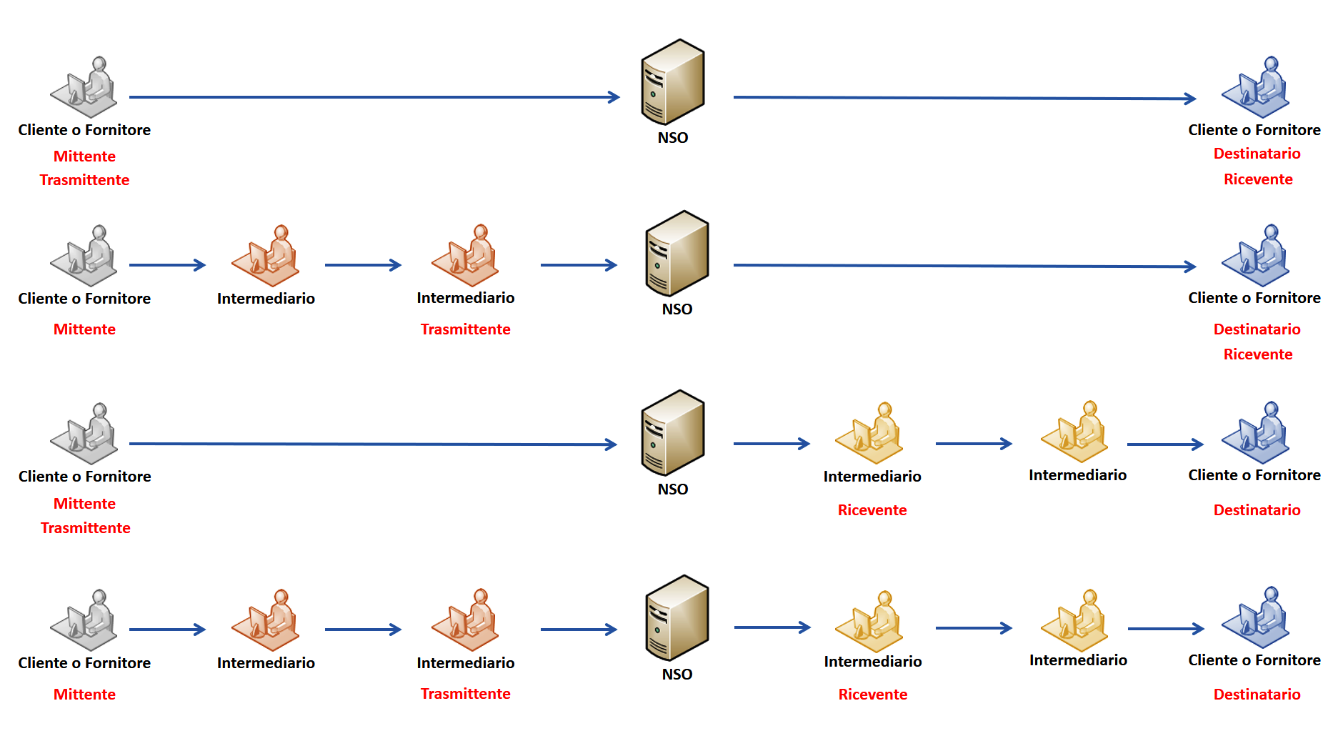 Cliente o Fornitore
Mittente
Trasmittente
NSO
Cliente o Fornitore
Destinatario
Ricevente
Cliente o Fornitore
Mittente
Intermediario
Intermediario
Trasmittente
NSO
Cliente o Fornitore
Destinatario
Ricevente
Cliente o Fornitore
Mittente
Trasmittente
NSO
Intermediario
Ricevente
Intermediario
Cliente o Fornitore
Destinatario
Cliente o Fornitore
Mittente
Intermediario
Intermediario
Trasmittente
NSO
Intermediario
Ricevente
Intermediario
Cliente o Fornitore
Destinatario